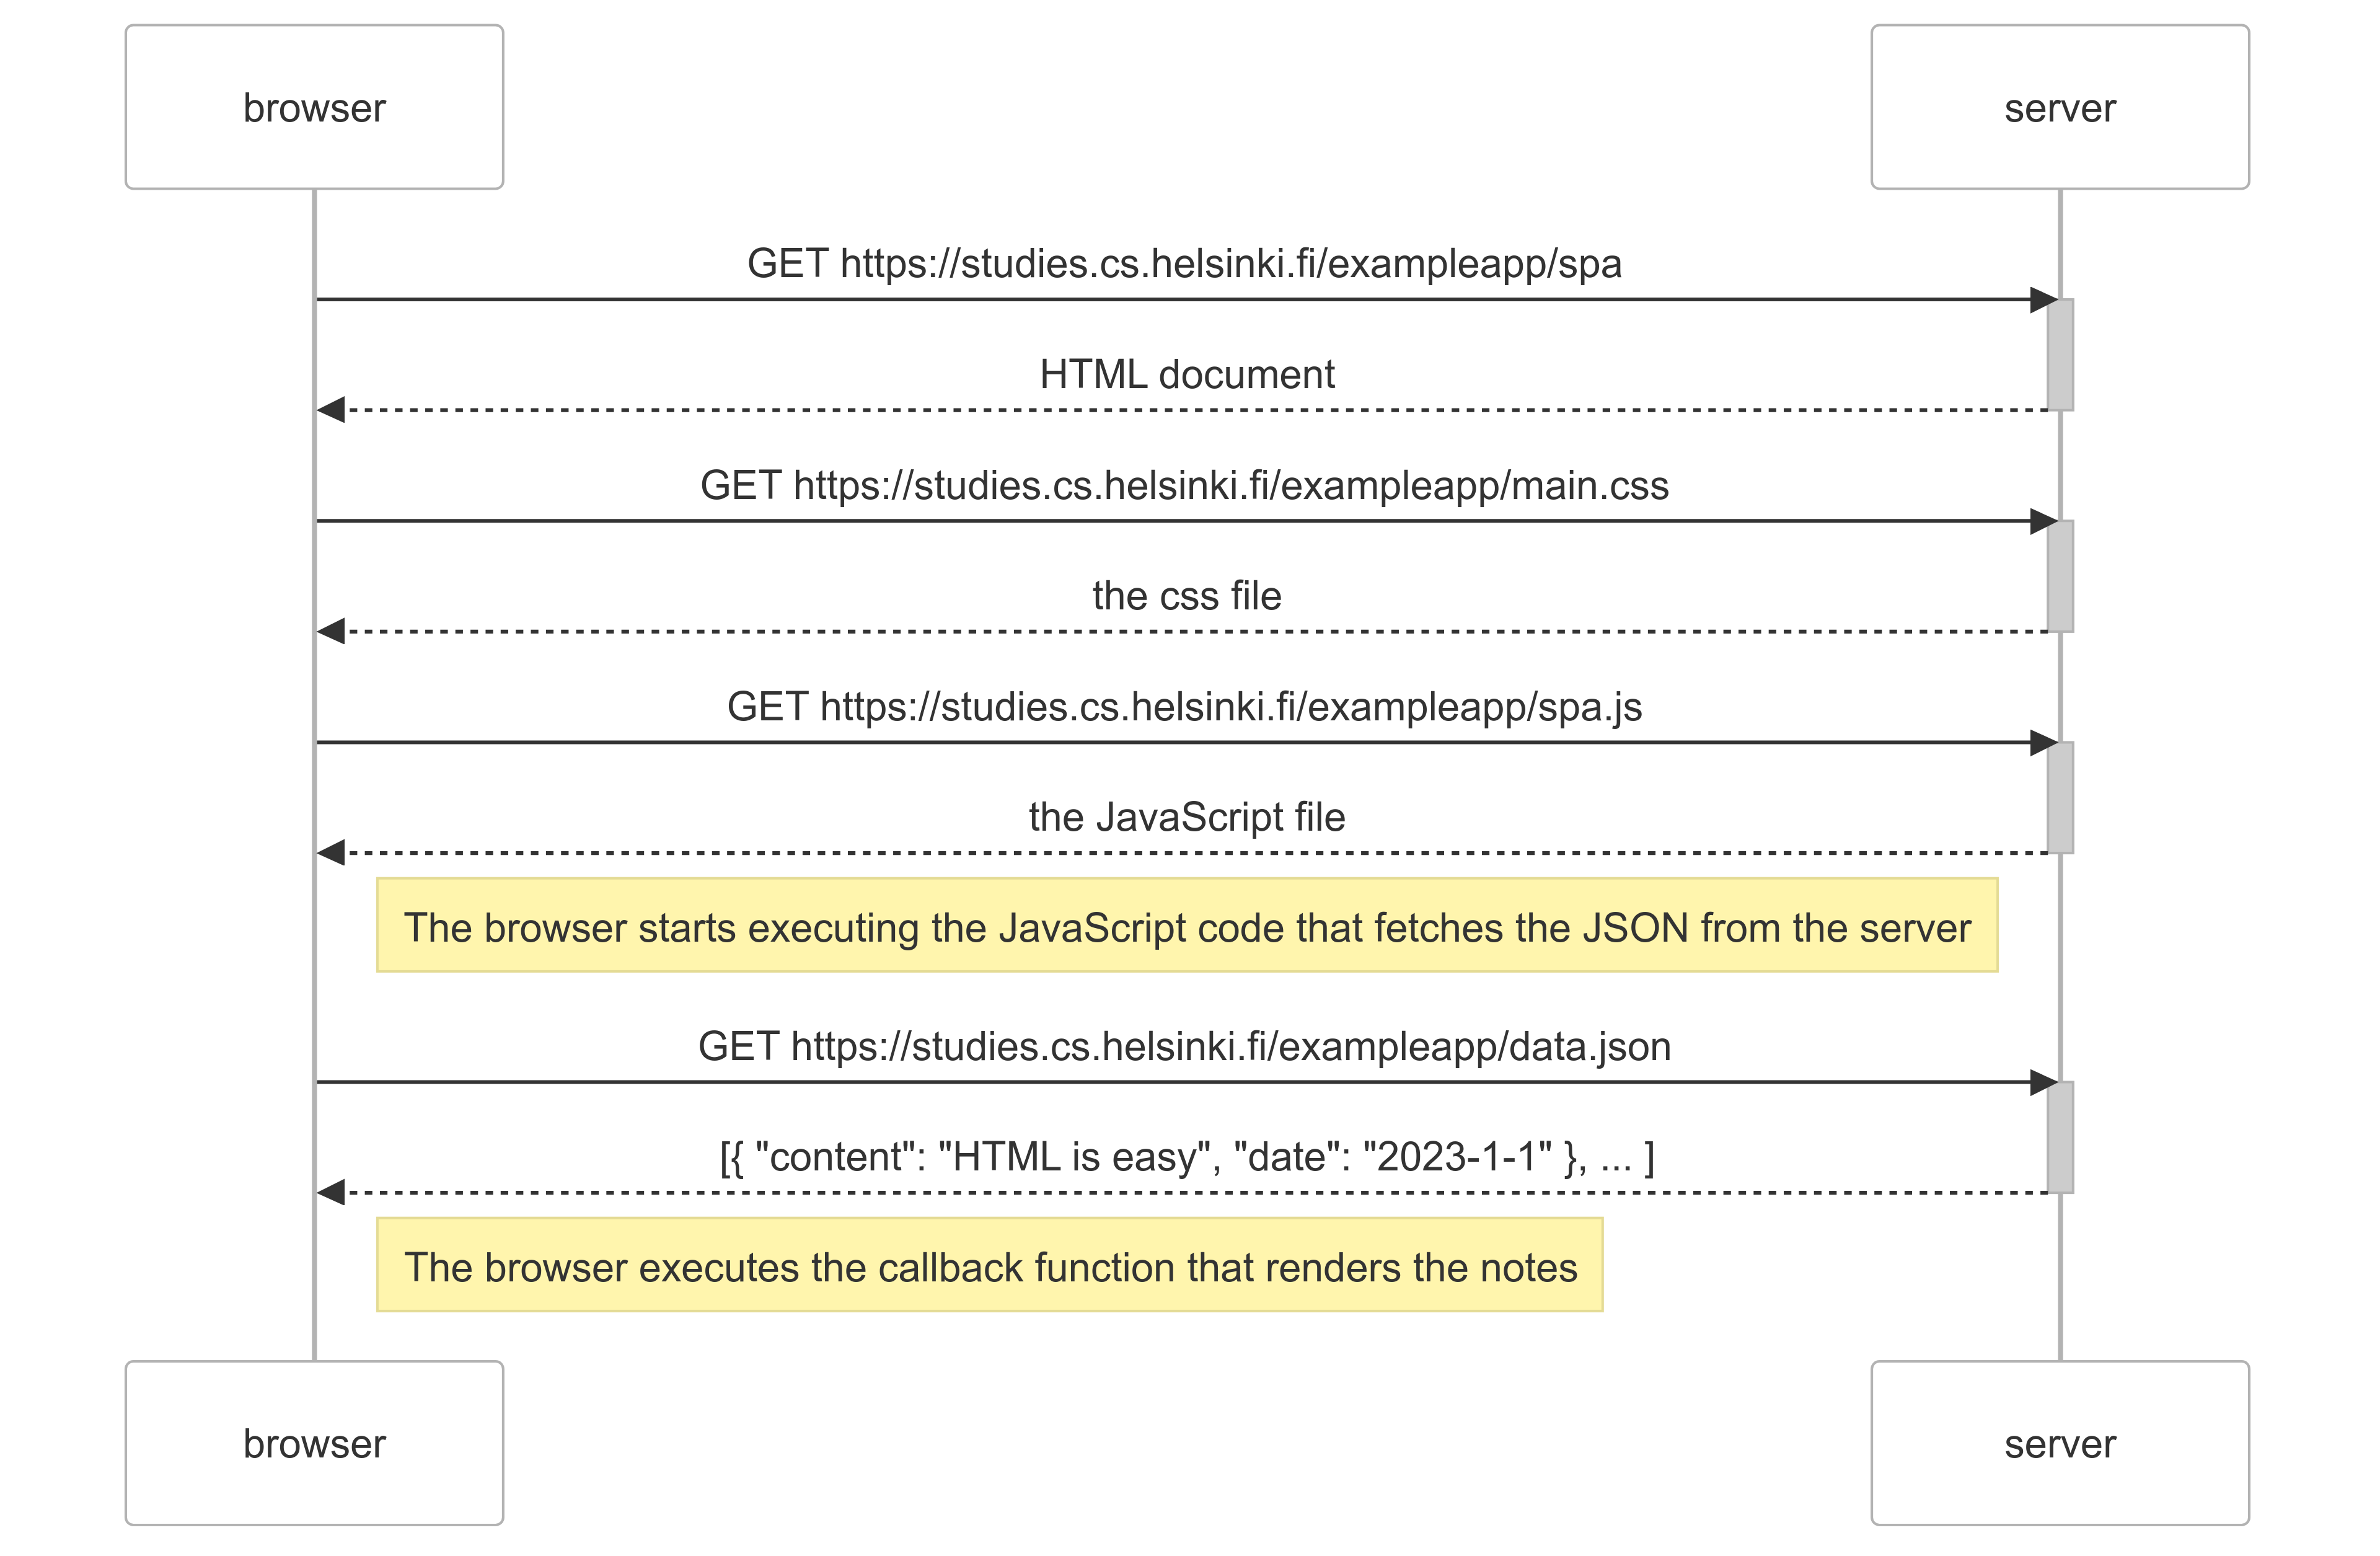 browser
server
GET https://studies.cs.helsinki.fi/exampleapp/spa
HTML document
GET https://studies.cs.helsinki.fi/exampleapp/main.css
the css file
GET https://studies.cs.helsinki.fi/exampleapp/spa.js
the JavaScript file
The browser starts executing the JavaScript code that fetches the JSON from the server
GET https://studies.cs.helsinki.fi/exampleapp/data.json
[{ "content": "HTML is easy", "date": "2023-1-1" }, ... ]
The browser executes the callback function that renders the notes
browser
server